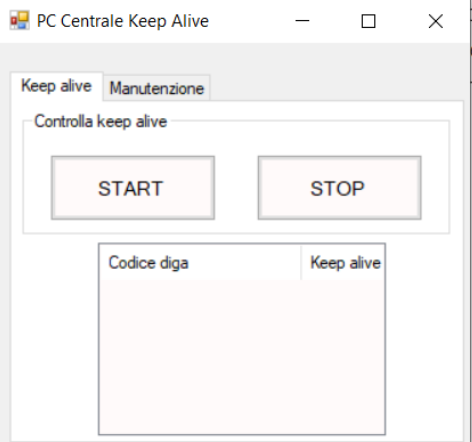 PC Centrale Keep Alive
Keep alive Manutenzione
Controlla keep alive
START STOP
Codice diga Keep alive